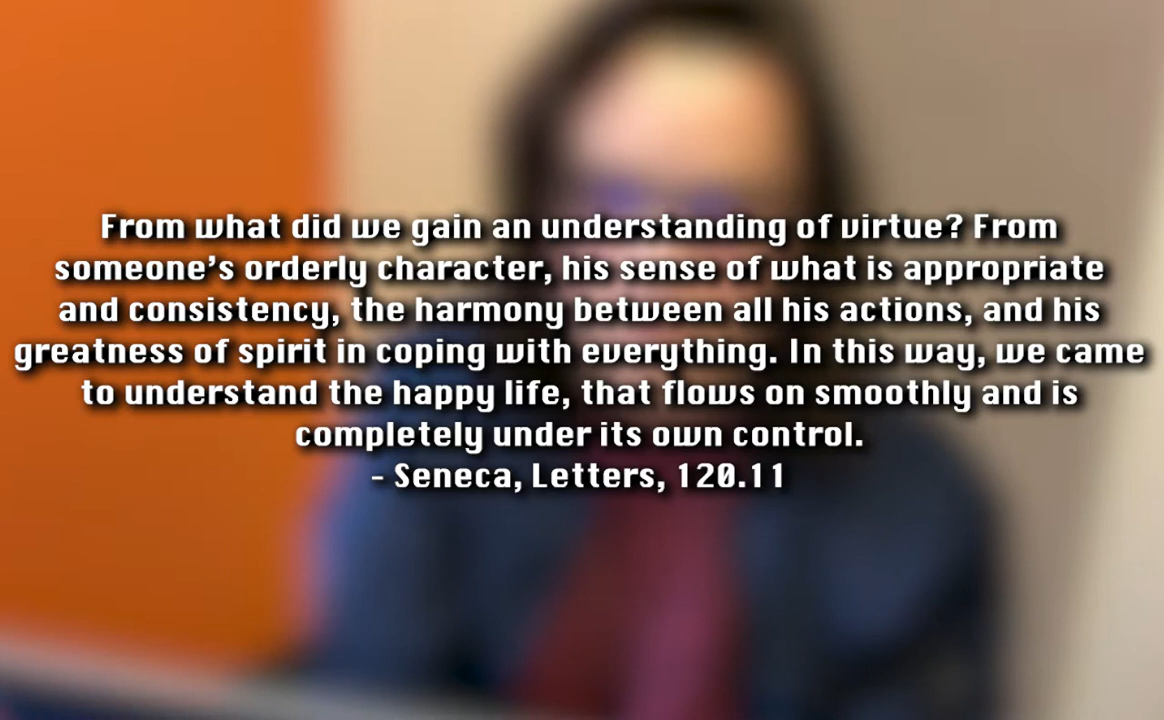 From what did we gain an understanding of virtue? From
someone’s orderly character, his sense of what is appropriate
and consistency, the harmony between all his actions, and his
greatness of spirit in coping with everything. In this way, we came
to understand the happy life, that flows on smoothly and is
completely under its own control.
- Seneca, Letters, 120.11